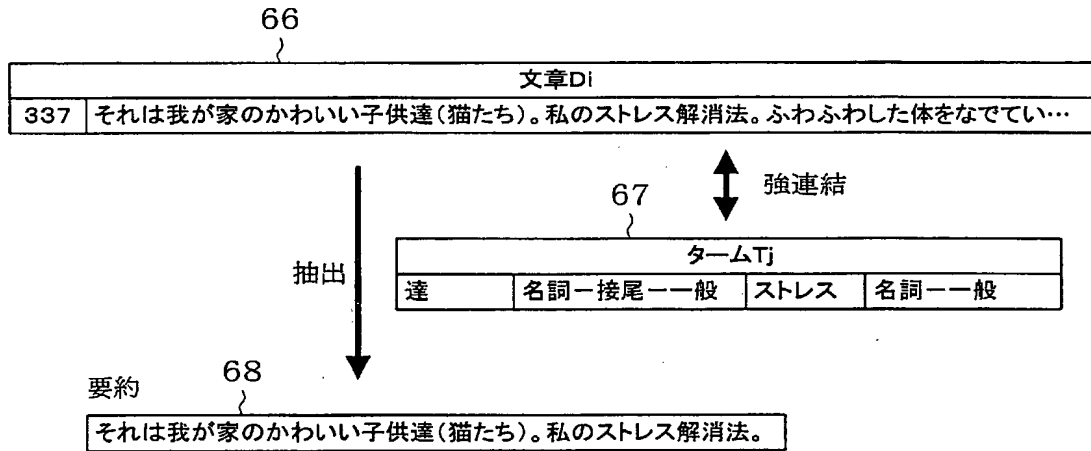 66
文章Di
337 それは我が家のかわいい子供達(猫たち)。私のストレス解消法。ふわふわした体をなでてい…
強連結
67
タームTj
抽出
達 名詞ー接尾ー一般 ストレス 名詞ー一般
68
要約
それは我が家のかわいい子供達(猫たち)。私のストレス解消法。